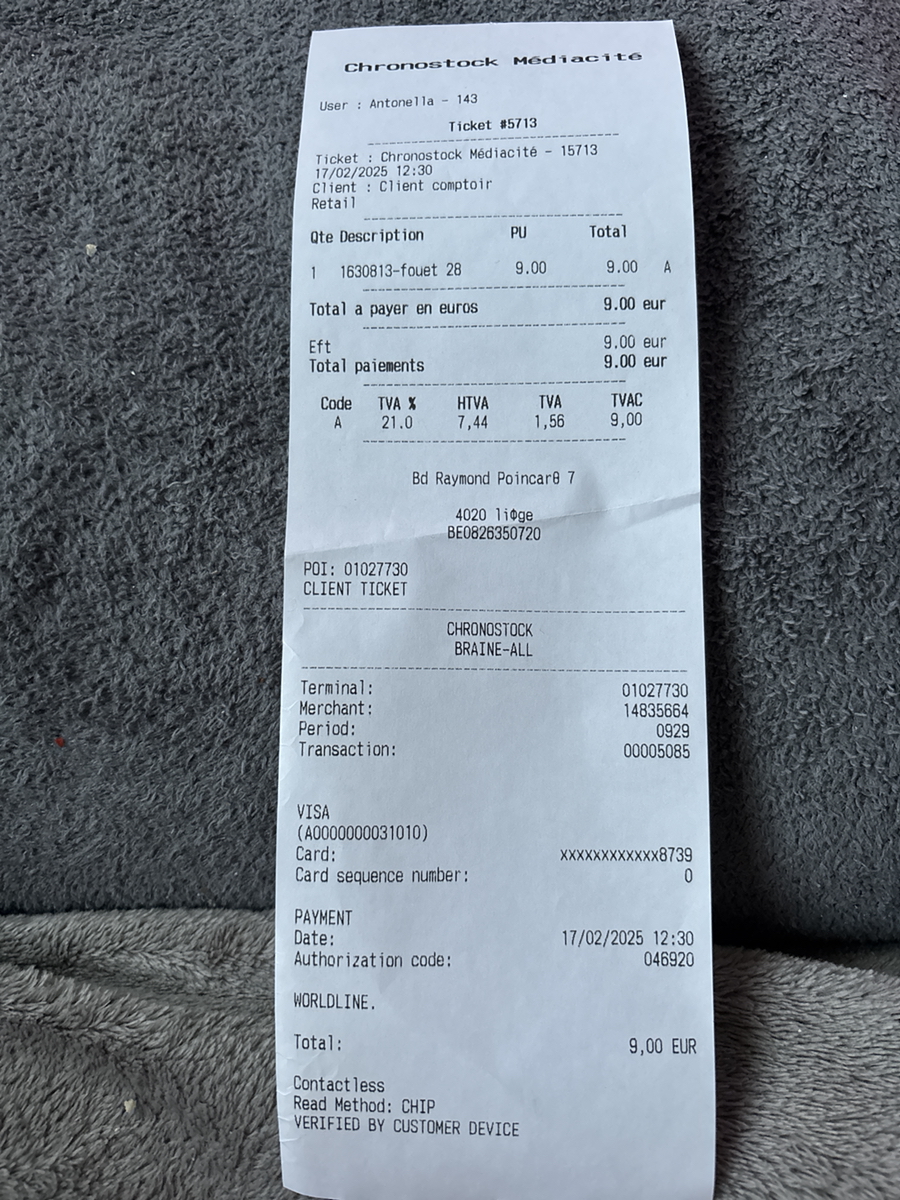 Chronostock Médiacité
User : Antonella - 143
Ticket #5713
Ticket : Chronostock Médiacité - 15713
17/02/2025 12:30
Client : Client comptoir
Retail
Qte Description PU Total
1 1630813-fouet 28 9.00 9.00 A
Total a payer en euros 9.00 eur
Eft 9.00 eur
Total paiements 9.00 eur
Code TVA % HTVA TVA TVAC
A 21.0 7,44 1,56 9,00
Bd Raymond PoincarΘ 7
4020 liΦge
BE0826350720
POI: 01027730
CLIENT TICKET
CHRONOSTOCK
BRAINE-ALL
Terminal: 01027730
Merchant: 14835664
Period: 0929
Transaction: 00005085
VISA
(A0000000031010)
Card: xxxxxxxxxxxx8739
Card sequence number: 0
PAYMENT
Date: 17/02/2025 12:30
Authorization code: 046920
WORLDLINE.
Total: 9,00 EUR
Contactless
Read Method: CHIP
VERIFIED BY CUSTOMER DEVICE